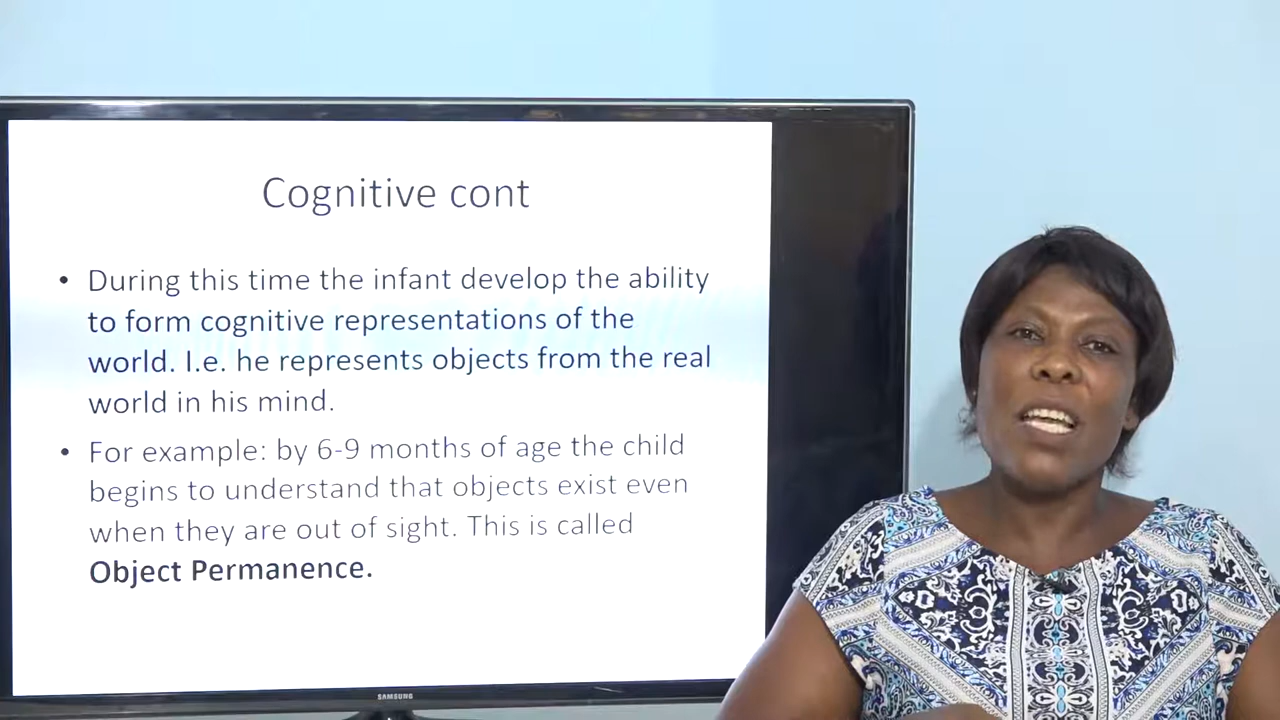 Cognitive cont
• During this time the infant develop the ability
to form cognitive representations of the
world. I.e. he represents objects from the real
world in his mind.
• For example: by 6-9 months of age the child
begins to understand that objects exist even
when they are out of sight. This is called
Object Permanence.
SAMSUNG